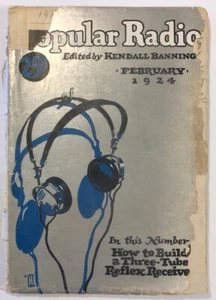 opular Radio
Edited by KENDALL BANNING
· FEBRUARY ·
1924
In this Number
How to Build
a Three-Tube
Reflex Receive